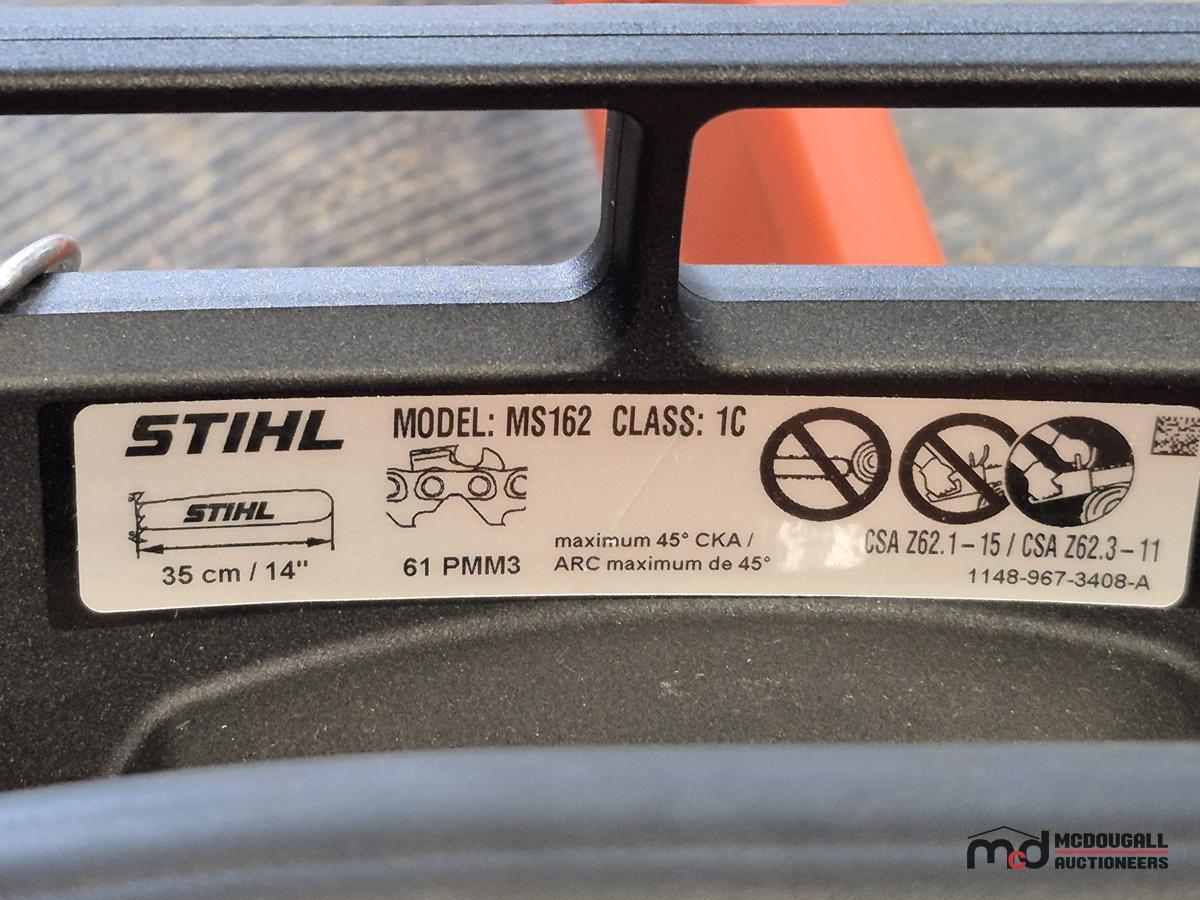 STIHL
MODEL: MS162 CLASS: 1C
STIHL
35 cm / 14"
61 PMM3
maximum 45° CKA /
ARC maximum de 45°
CSA Z62.1-15 / CSA Z62.3-11
1148-967-3408-A
mcd MCDOUGALL
AUCTIONEERS